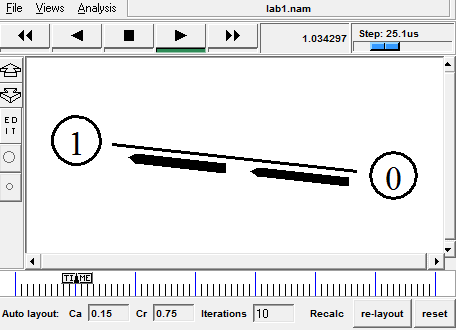 File Views Analysis lab1.nam
1.034297 Step: 25.1us
E D
I T
1
0
TIME
Auto layout: Ca 0.15 Cr 0.75 Iterations 10 Recalc re-layout reset